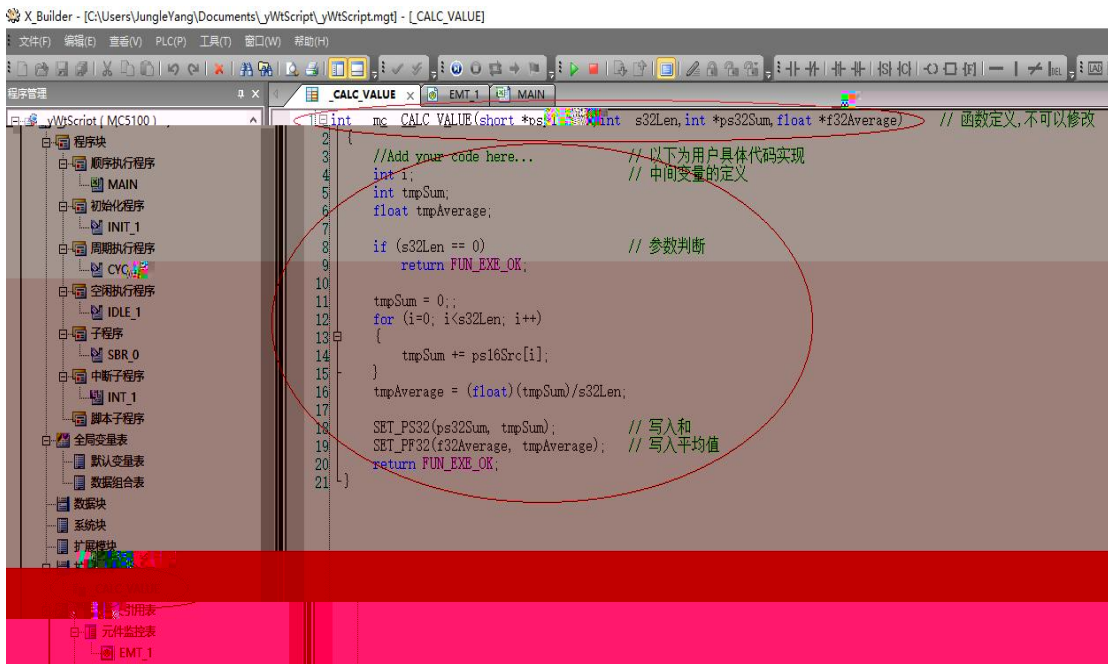 X_Builder - [C:\Users\JungleYang\Documents\_yWtScript\_yWtScript.mgt] - [_CALC_VALUE]
文件(F) 编辑(E) 查看(V) PLC(P) 工具(T) 窗口(W) 帮助(H)
程序管理
_CALC_VALUE EMT_1 MAIN
_yWtScript ( MC5100 )
程序块
顺序执行程序
MAIN
初始化程序
INIT_1
周期执行程序
空闲执行程序
IDLE_1
子程序
SBR_0
中断子程序
INT_1
脚本子程序
全局变量表
默认变量表
数据组合表
数据块
系统块
扩展模块
引用表
元件监控表
EMT_1
1 int mc_CALC_VALUE(short int s32Len,int *ps32Sum,float *f32Average) // 函数定义,不可以修改
2 {
3 //Add your code here... // 以下为用户具体代码实现
4 int i; // 中间变量的定义
5 int tmpSum;
6 float tmpAverage;
7
8 if (s32Len == 0) // 参数判断
9 return FUN_EXE_OK;
10
11 tmpSum = 0;;
12 for (i=0; i<s32Len; i++)
13 {
14 tmpSum += ps16Src[i];
15 }
16 tmpAverage = (float)(tmpSum)/s32Len;
17
18 SET_PS32(ps32Sum, tmpSum); // 写入和
19 SET_PF32(f32Average, tmpAverage); // 写入平均值
20 return FUN_EXE_OK;
21 }